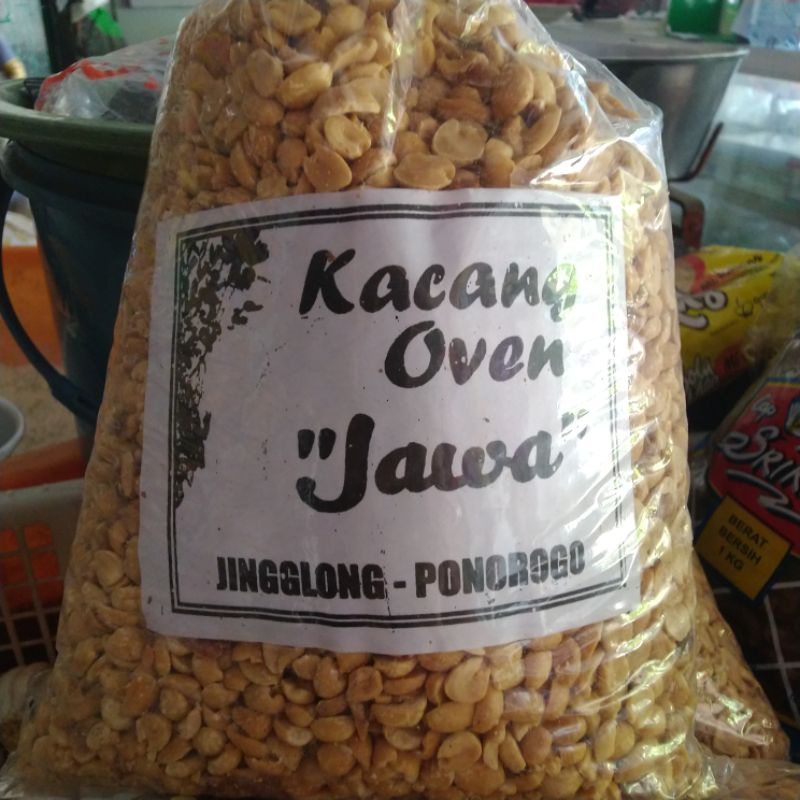 Kacang
Oven
"Jawa"
JINGGLONG - PONOROGO
BERAT
BERSIH
1 KG